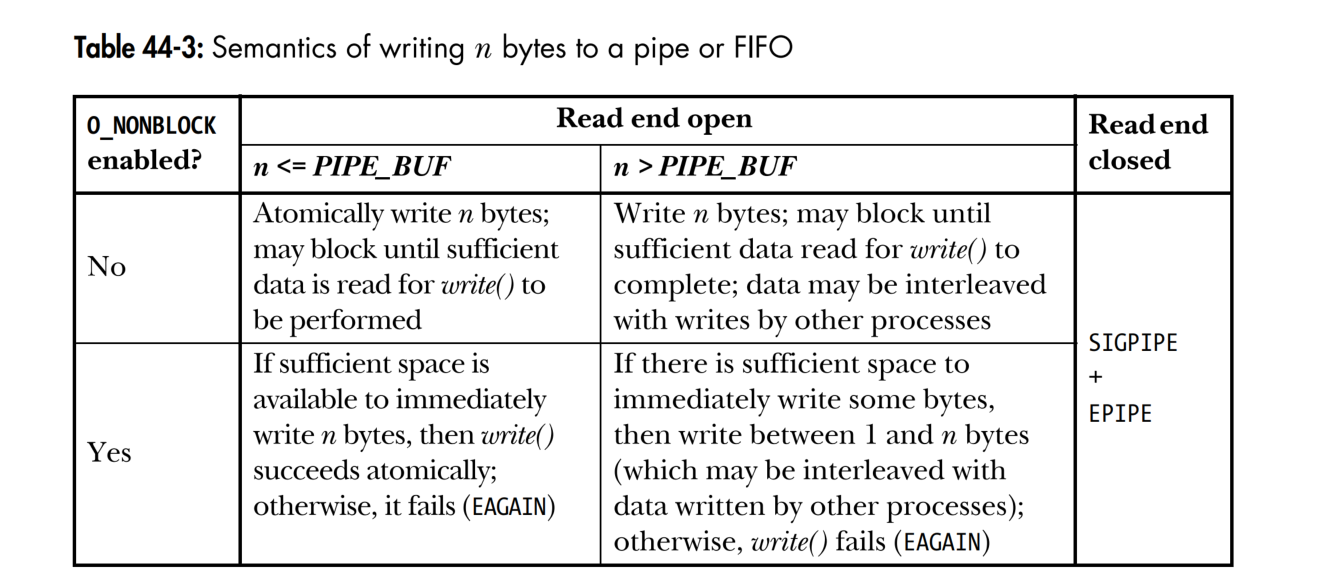 Table 44-3: Semantics of writing n bytes to a pipe or FIFO
O_NONBLOCK
enabled?
Read end open
Read end
closed
n <= PIPE_BUF
n > PIPE_BUF
No
Atomically write n bytes;
may block until sufficient
data is read for write() to
be performed
Write n bytes; may block until
sufficient data read for write() to
complete; data may be interleaved
with writes by other processes
SIGPIPE
+
EPIPE
Yes
If sufficient space is
available to immediately
write n bytes, then write()
succeeds atomically;
otherwise, it fails (EAGAIN)
If there is sufficient space to
immediately write some bytes,
then write between 1 and n bytes
(which may be interleaved with
data written by other processes);
otherwise, write() fails (EAGAIN)